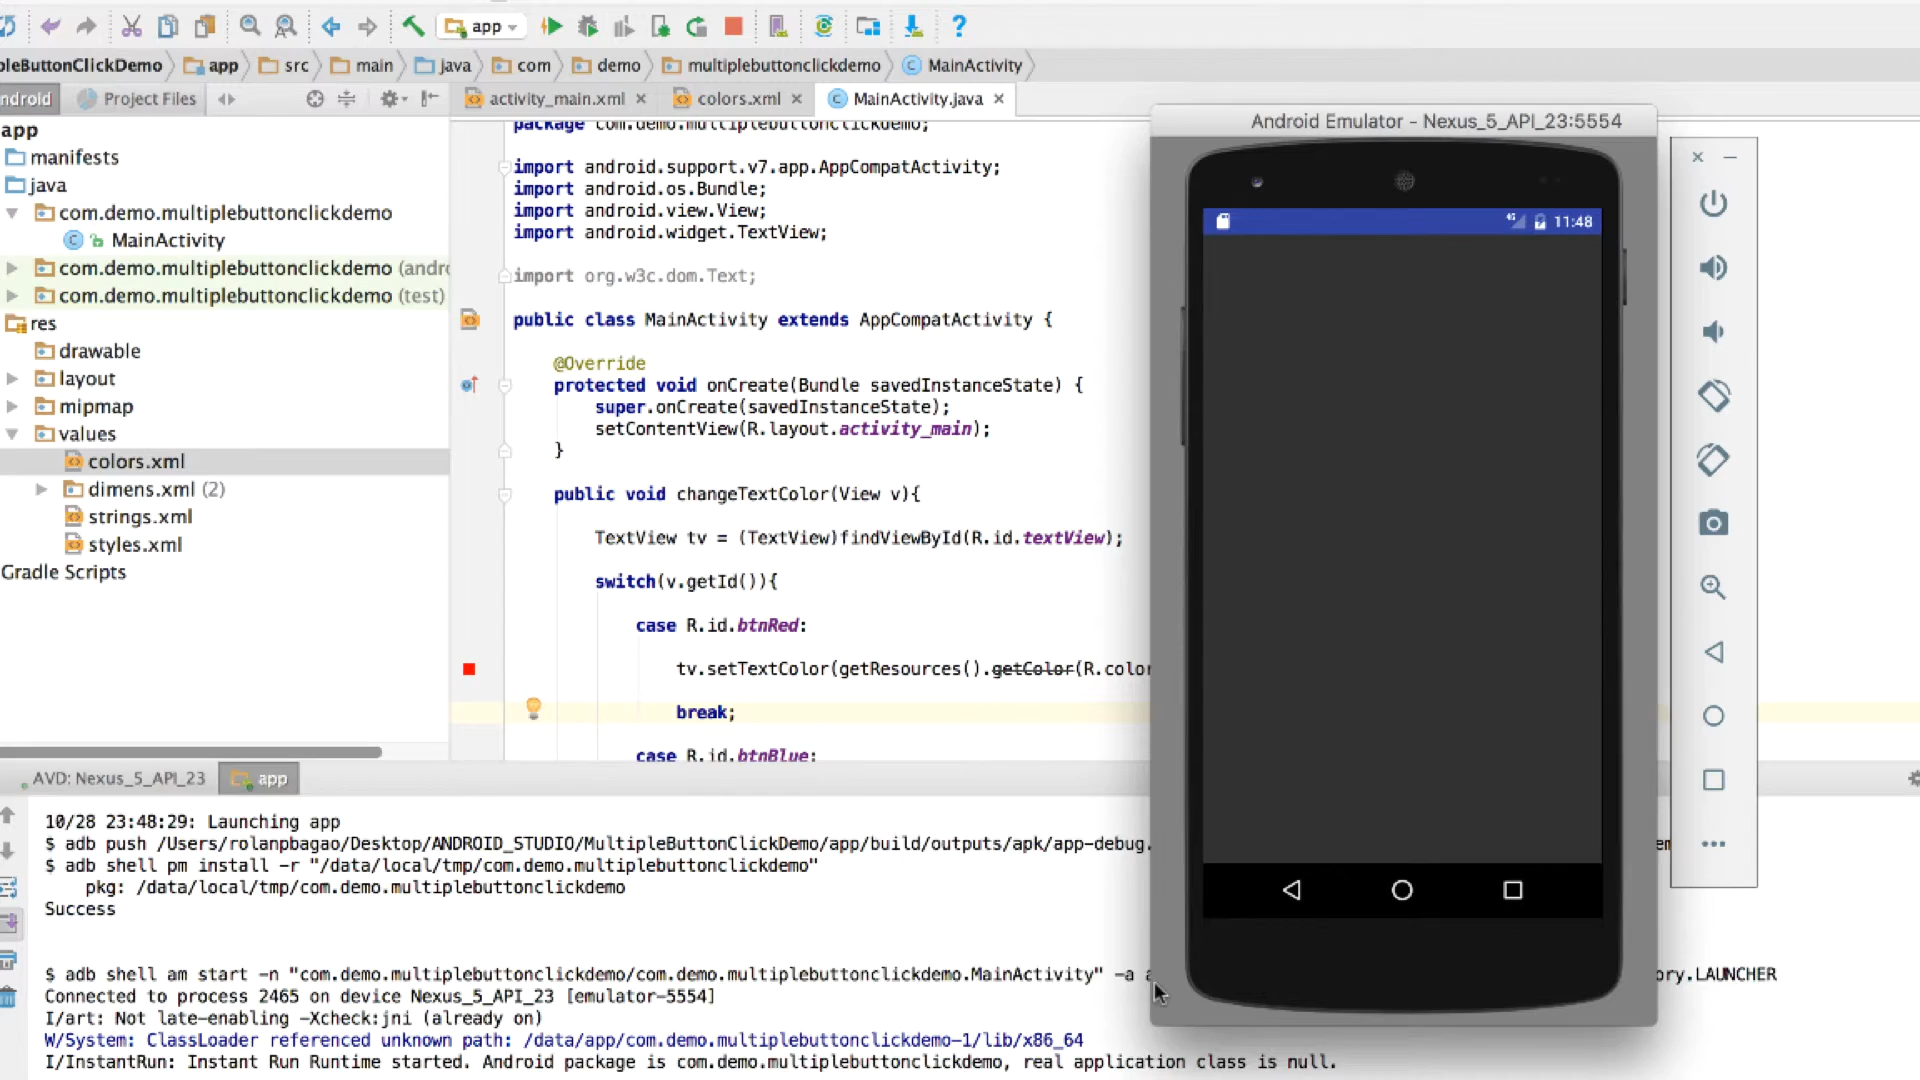 app
pleButtonClickDemo app src main java com demo multiplebuttonclickdemo MainActivity
ndroid Project Files activity_main.xml colors.xml MainActivity.java
app
manifests
java
com.demo.multiplebuttonclickdemo
MainActivity
com.demo.multiplebuttonclickdemo (andro
com.demo.multiplebuttonclickdemo (test)
res
drawable
layout
mipmap
values
colors.xml
dimens.xml (2)
strings.xml
styles.xml
Gradle Scripts
package com.demo.multiplebuttonclickdemo;
import android.support.v7.app.AppCompatActivity;
import android.os.Bundle;
import android.view.View;
import android.widget.TextView;
import org.w3c.dom.Text;
public class MainActivity extends AppCompatActivity {
@Override
protected void onCreate(Bundle savedInstanceState) {
super.onCreate(savedInstanceState);
setContentView(R.layout.activity_main);
}
public void changeTextColor(View v){
TextView tv = (TextView)findViewById(R.id.textView);
switch(v.getId()){
case R.id.btnRed:
tv.setTextColor(getResources().getColor(R.color
break;
case R.id.btnBlue:
Android Emulator - Nexus_5_API_23:5554
4G 11:48
AVD: Nexus_5_API_23 app
10/28 23:48:29: Launching app
$ adb push /Users/rolanpbagao/Desktop/ANDROID_STUDIO/MultipleButtonClickDemo/app/build/outputs/apk/app-debug.
$ adb shell pm install -r "/data/local/tmp/com.demo.multiplebuttonclickdemo"
pkg: /data/local/tmp/com.demo.multiplebuttonclickdemo
Success
$ adb shell am start -n "com.demo.multiplebuttonclickdemo/com.demo.multiplebuttonclickdemo.MainActivity" -a a ory.LAUNCHER
Connected to process 2465 on device Nexus_5_API_23 [emulator-5554]
I/art: Not late-enabling -Xcheck:jni (already on)
W/System: ClassLoader referenced unknown path: /data/app/com.demo.multiplebuttonclickdemo-1/lib/x86_64
I/InstantRun: Instant Run Runtime started. Android package is com.demo.multiplebuttonclickdemo, real application class is null.